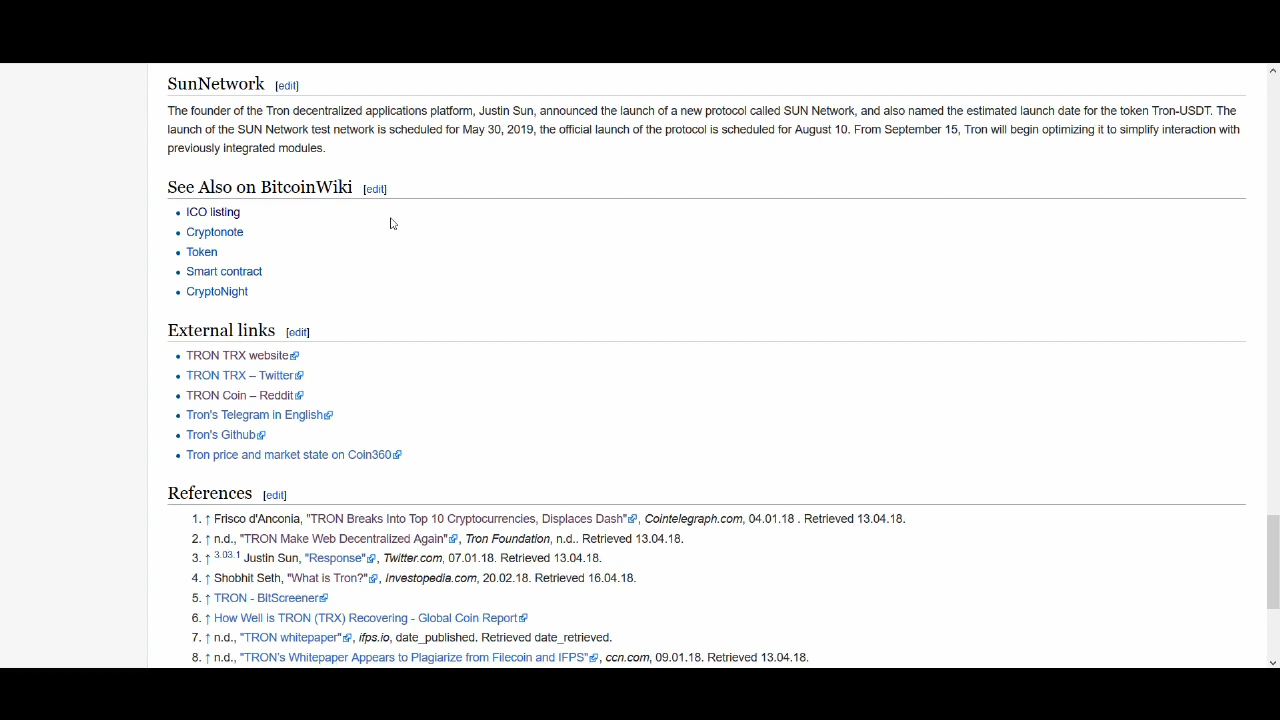 SunNetwork [edit]
The founder of the Tron decentralized applications platform, Justin Sun, announced the launch of a new protocol called SUN Network, and also named the estimated launch date for the token Tron-USDT. The
launch of the SUN Network test network is scheduled for May 30, 2019, the official launch of the protocol is scheduled for August 10. From September 15, Tron will begin optimizing it to simplify interaction with
previously integrated modules.
See Also on BitcoinWiki [edit]
• ICO listing
• Cryptonote
• Token
• Smart contract
• CryptoNight
External links [edit]
• TRON TRX website
• TRON TRX – Twitter
• TRON Coin – Reddit
• Tron's Telegram in English
• Tron's Github
• Tron price and market state on Coin360
References [edit]
1. ↑ Frisco d'Anconia, "TRON Breaks Into Top 10 Cryptocurrencies, Displaces Dash", Cointelegraph.com, 04.01.18 . Retrieved 13.04.18.
2. ↑ n.d., "TRON Make Web Decentralized Again", Tron Foundation, n.d.. Retrieved 13.04.18.
3. ↑ 3.03.1 Justin Sun, "Response", Twitter.com, 07.01.18. Retrieved 13.04.18.
4. ↑ Shobhit Seth, "What is Tron?", Investopedia.com, 20.02.18. Retrieved 16.04.18.
5. ↑ TRON - BitScreener
6. ↑ How Well is TRON (TRX) Recovering - Global Coin Report
7. ↑ n.d., "TRON whitepaper", ifps.io, date_published. Retrieved date_retrieved.
8. ↑ n.d., "TRON's Whitepaper Appears to Plagiarize from Filecoin and IFPS", ccn.com, 09.01.18. Retrieved 13.04.18.